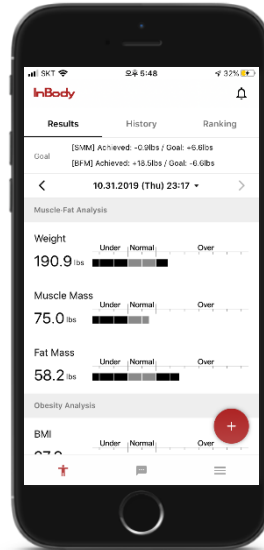 SKT 오후 5:48 32%
InBody
Results History Ranking
Goal [SMM] Achieved: -0.9lbs / Goal: +6.6lbs
[BFM] Achieved: +18.5lbs / Goal: -6.6lbs
10.31.2019 (Thu) 23:17
Muscle-Fat Analysis
Weight
Under Normal Over
190.9 lbs
Muscle Mass
Under Normal Over
75.0 lbs
Fat Mass
Under Normal Over
58.2 lbs
Obesity Analysis
BMI
Under Normal Over
+